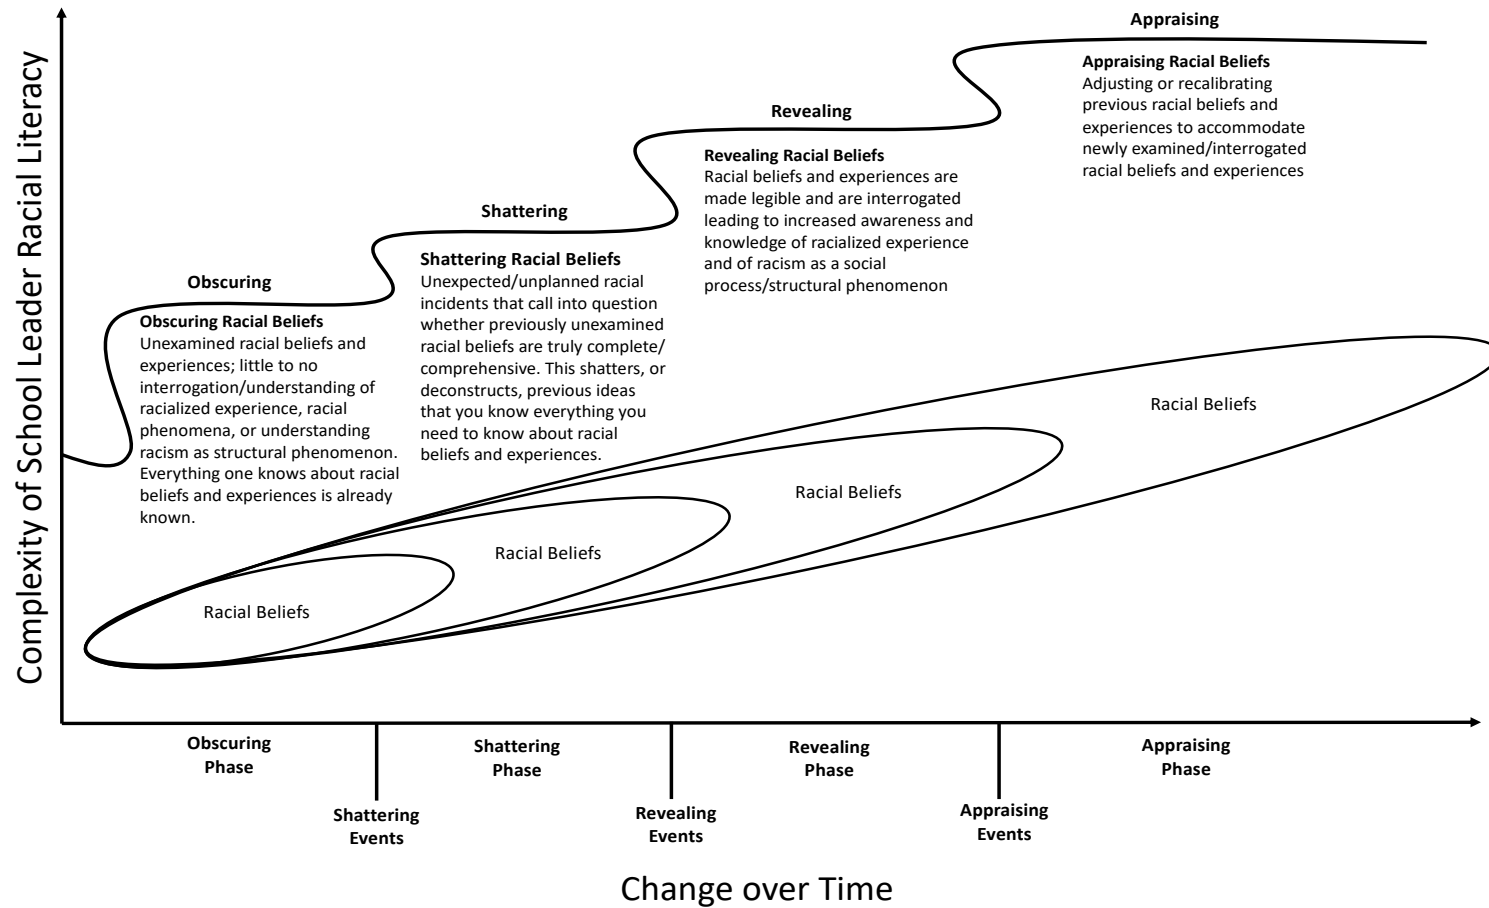 Complexity of School Leader Racial Literacy
Appraising
Appraising Racial Beliefs
Adjusting or recalibrating
previous racial beliefs and
experiences to accommodate
newly examined/interrogated
racial beliefs and experiences
Revealing
Revealing Racial Beliefs
Racial beliefs and experiences are
made legible and are interrogated
leading to increased awareness and
knowledge of racialized experience
and of racism as a social
process/structural phenomenon
Shattering
Shattering Racial Beliefs
Unexpected/unplanned racial
incidents that call into question
whether previously unexamined
racial beliefs are truly complete/
comprehensive. This shatters, or
deconstructs, previous ideas
that you know everything you
need to know about racial
beliefs and experiences.
Obscuring
Obscuring Racial Beliefs
Unexamined racial beliefs and
experiences; little to no
interrogation/understanding of
racialized experience, racial
phenomena, or understanding
racism as structural phenomenon.
Everything one knows about racial
beliefs and experiences is already
known.
Racial Beliefs
Racial Beliefs
Racial Beliefs
Racial Beliefs
Obscuring
Phase
Shattering
Phase
Revealing
Phase
Appraising
Phase
Shattering
Events
Revealing
Events
Appraising
Events
Change over Time